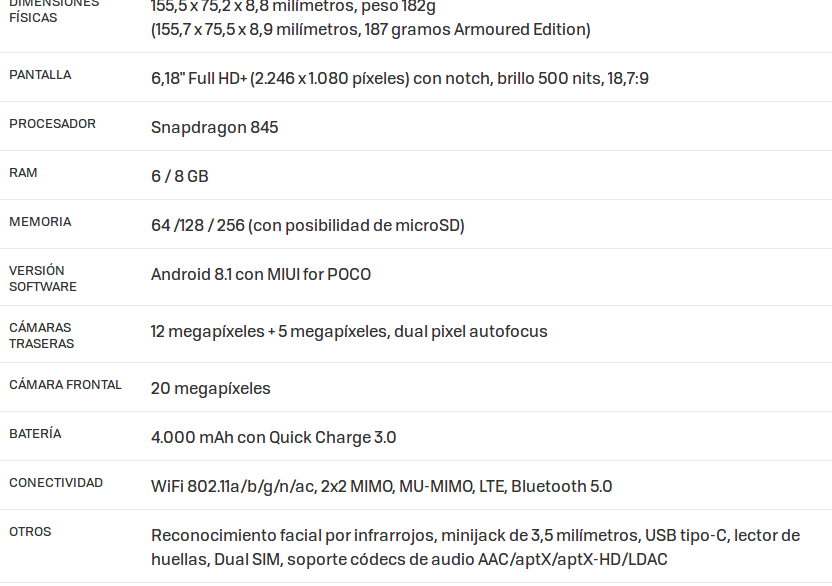 DIMENSIONES
155,5 x 75,2 x 8,8 milímetros, peso 182g
FÍSICAS
(155,7 x 75,5 x 8,9 milímetros, 187 gramos Armoured Edition)
PANTALLA
6,18" Full HD+ (2.246 x 1.080 píxeles) con notch, brillo 500 nits, 18,7:9
PROCESADOR
Snapdragon 845
RAM
6 / 8 GB
MEMORIA
64 /128 / 256 (con posibilidad de microSD)
VERSIÓN
SOFTWARE
Android 8.1 con MIUI for POCO
CÁMARAS
TRASERAS
12 megapíxeles + 5 megapíxeles, dual pixel autofocus
CÁMARA FRONTAL
20 megapíxeles
BATERÍA
4.000 mAh con Quick Charge 3.0
CONECTIVIDAD
WiFi 802.11a/b/g/n/ac, 2x2 MIMO, MU-MIMO, LTE, Bluetooth 5.0
OTROS
Reconocimiento facial por infrarrojos, minijack de 3,5 milímetros, USB tipo-C, lector de
huellas, Dual SIM, soporte códecs de audio AAC/aptX/aptX-HD/LDAC